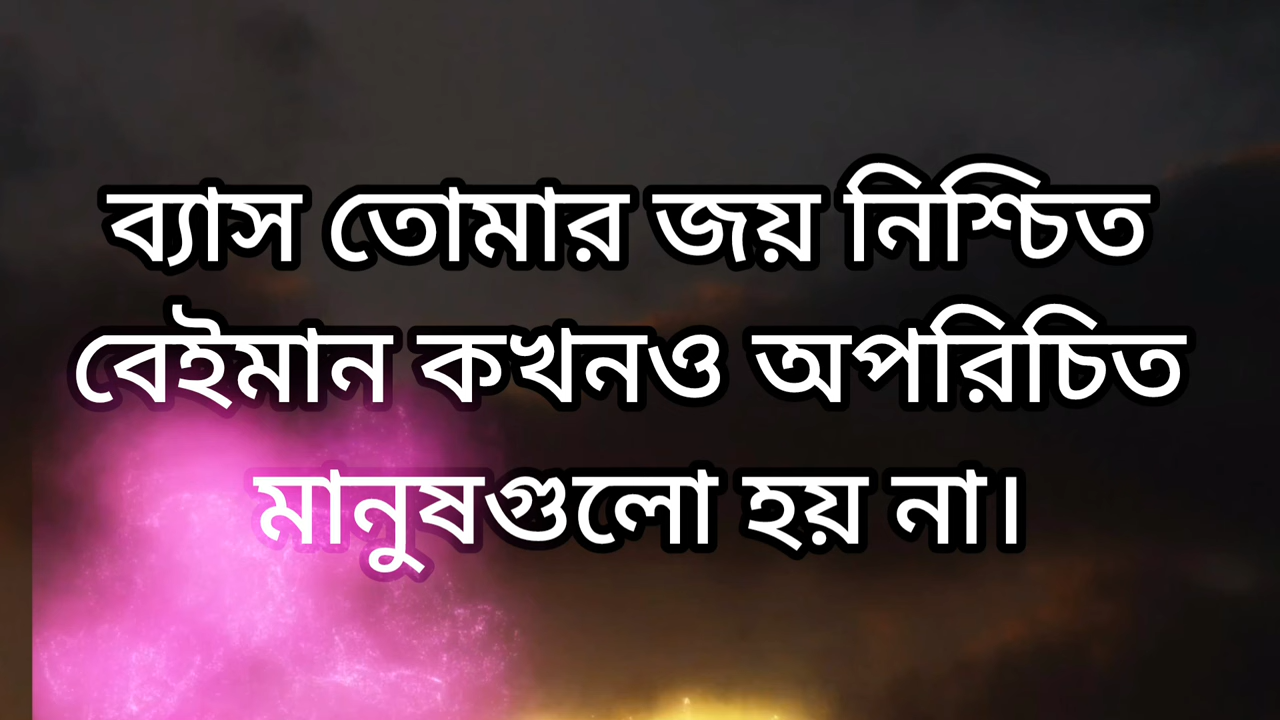 ব্যাস তোমার জয় নিশ্চিত
বেইমান কখনও অপরিচিত
মানুষগুলো হয় না।